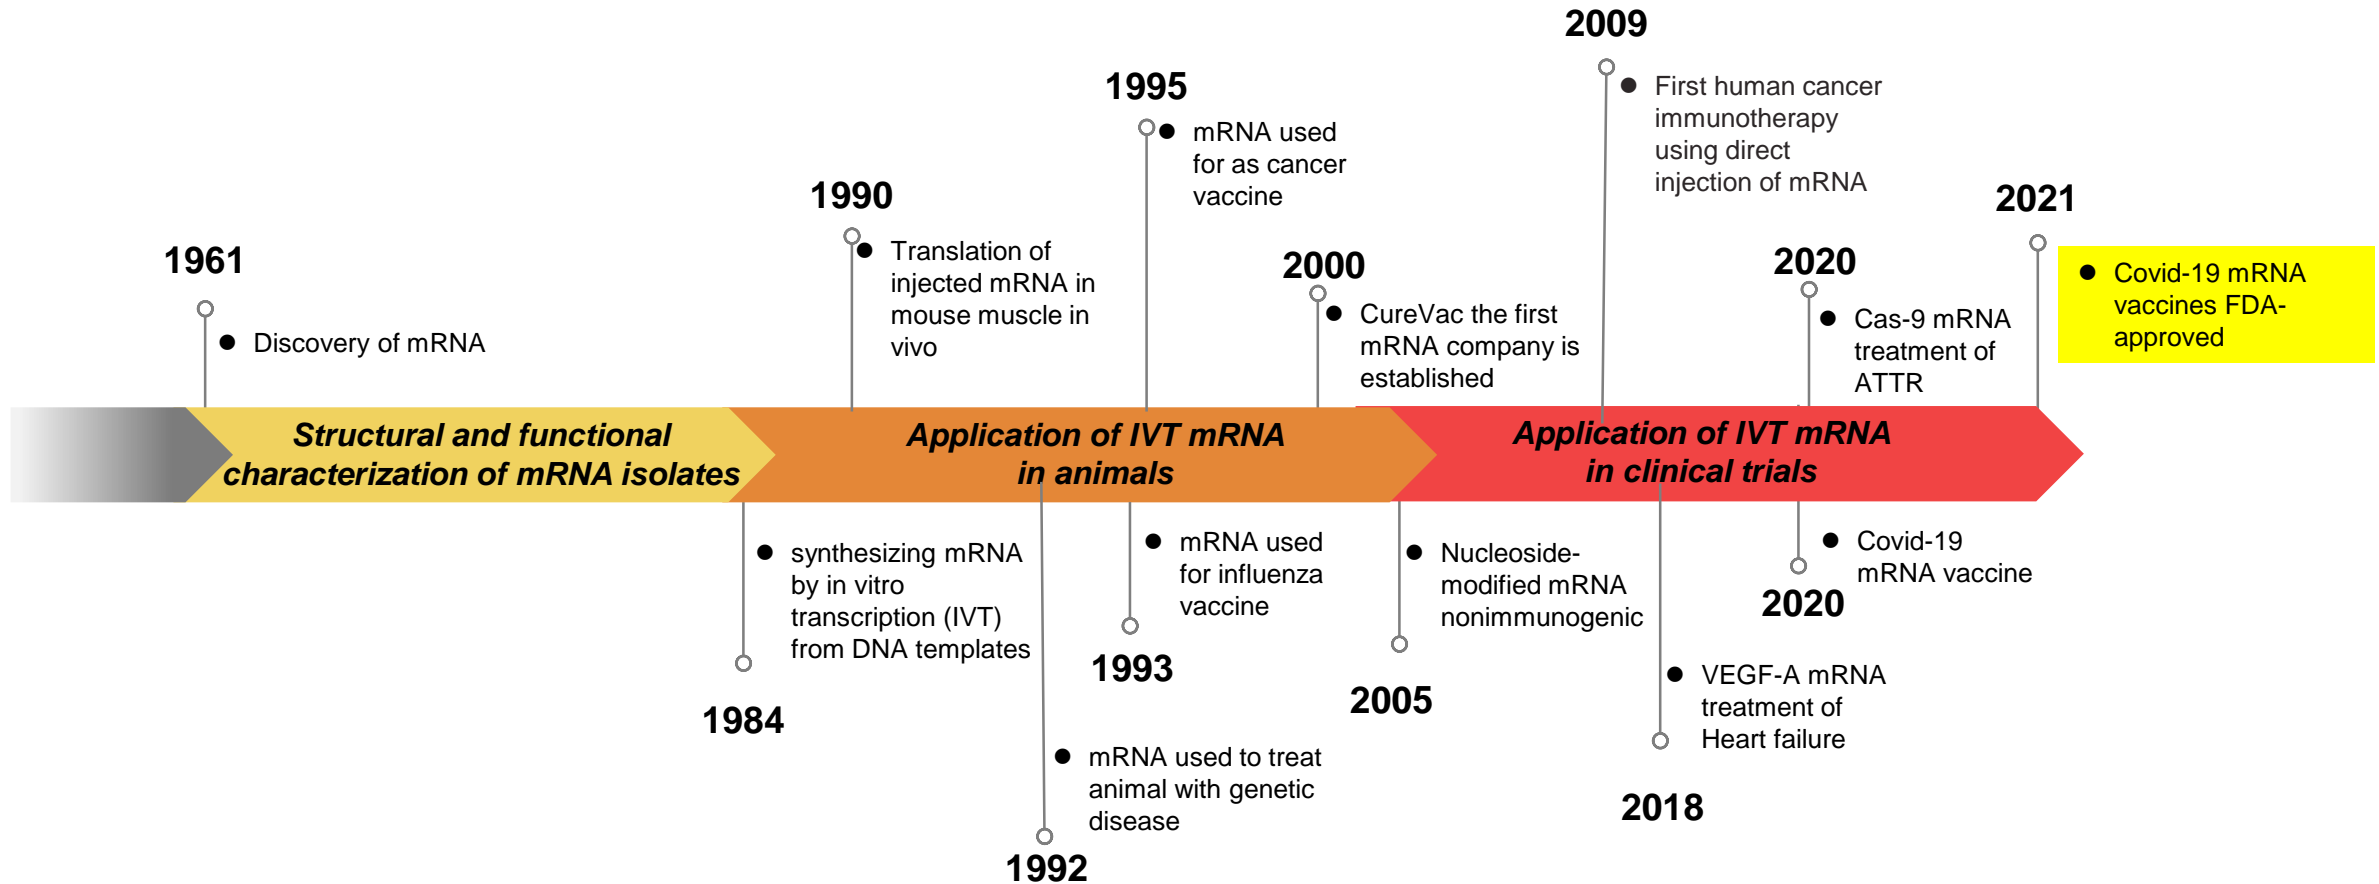 1961
● Discovery of mRNA
1990
● Translation of
injected mRNA in
mouse muscle in
vivo
1995
● mRNA used
for as cancer
vaccine
2000
● CureVac the first
mRNA company is
established
2009
● First human cancer
immunotherapy
using direct
injection of mRNA
2020
● Cas-9 mRNA
treatment of
ATTR
2021
● Covid-19 mRNA
vaccines FDA-
approved
Structural and functional
characterization of mRNA isolates
Application of IVT mRNA
in animals
Application of IVT mRNA
in clinical trials
● synthesizing mRNA
by in vitro
transcription (IVT)
from DNA templates
1984
● mRNA used to treat
animal with genetic
disease
1992
● mRNA used
for influenza
vaccine
1993
● Nucleoside-
modified mRNA
nonimmunogenic
2005
● VEGF-A mRNA
treatment of
Heart failure
2018
● Covid-19
mRNA vaccine
2020